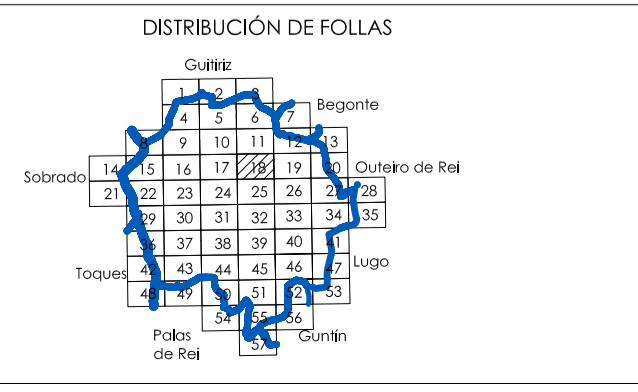 DISTRIBUCIÓN DE FOLLAS
Guitiriz
1 2 3
Begonte
4 5 6 7
8 9 10 11 12 13
Sobrado 14 15 16 17 18 19 20 Outeiro de Rei
21 22 23 24 25 26 27 28
29 30 31 32 33 34 35
36 37 38 39 40 41
Toques 42 43 44 45 46 47 Lugo
48 49 50 51 52 53
54 55 56
Palas
de Rei
Guntín
57